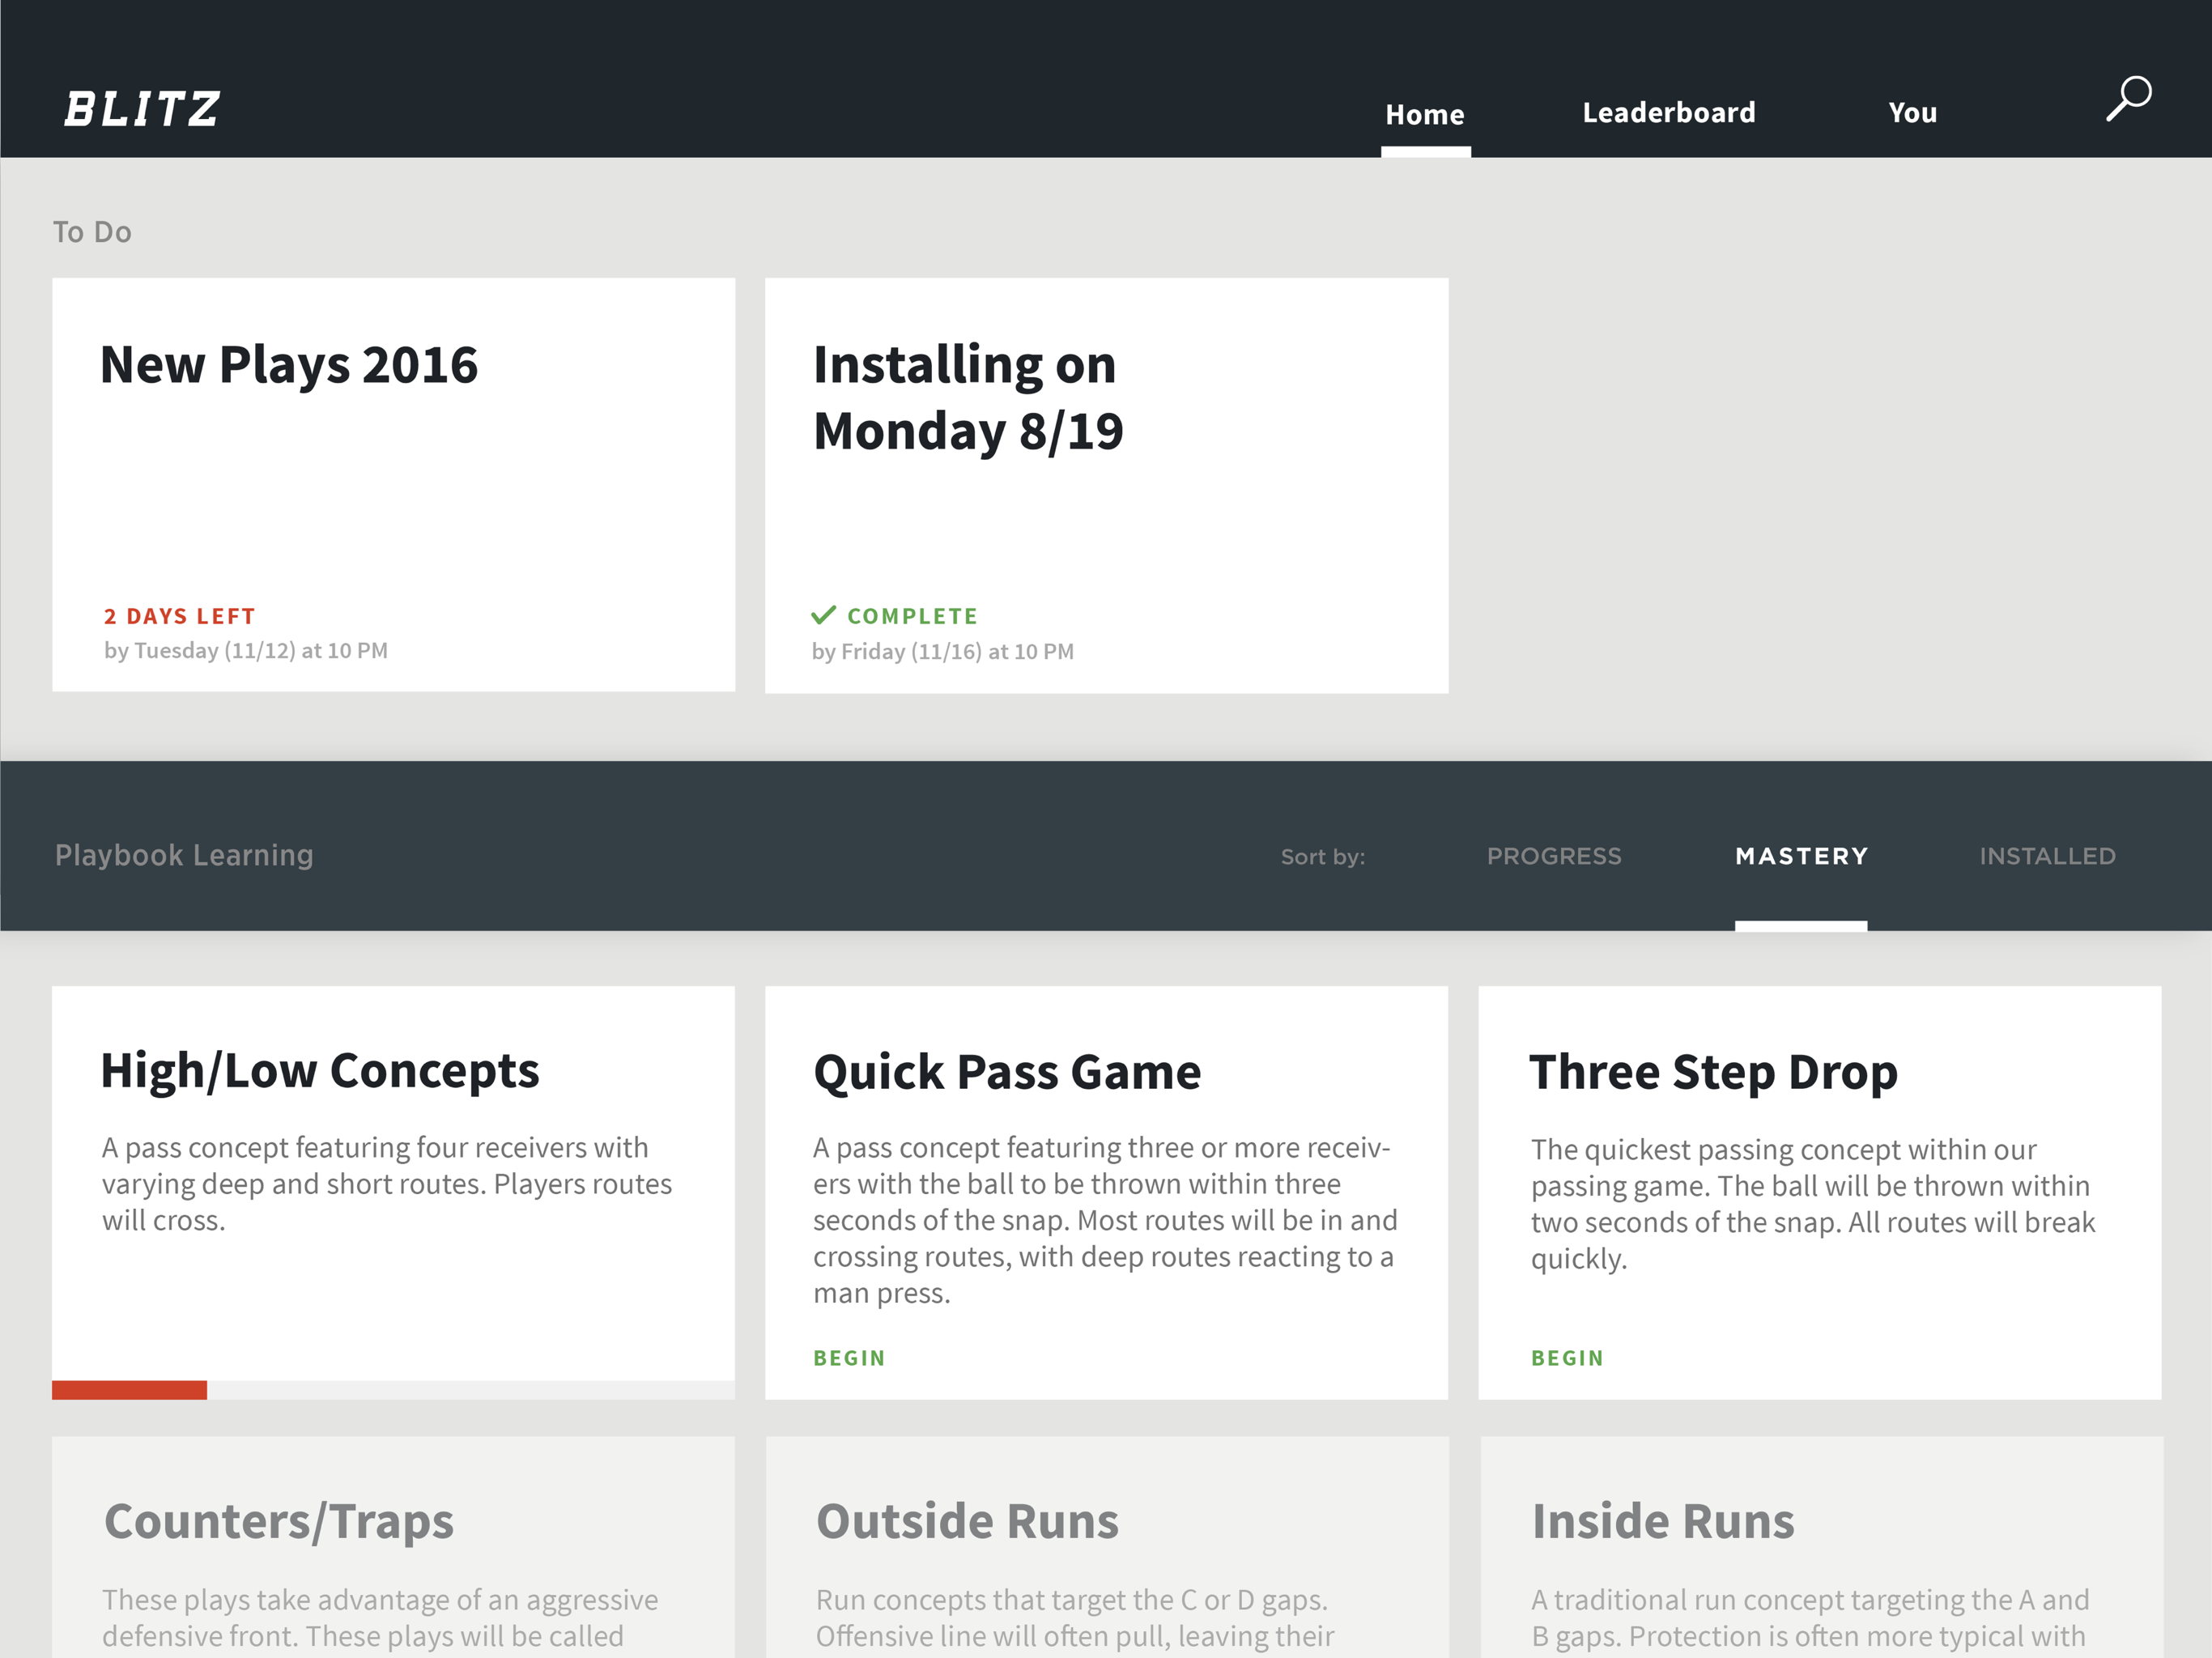 BLITZ
Home
Leaderboard
You
To Do
New Plays 2016
2 DAYS LEFT
by Tuesday (11/12) at 10 PM
Installing on
Monday 8/19
COMPLETE
by Friday (11/16) at 10 PM
Playbook Learning
Sort by:
PROGRESS
MASTERY
INSTALLED
High/Low Concepts
A pass concept featuring four receivers with
varying deep and short routes. Players routes
will cross.
Quick Pass Game
A pass concept featuring three or more receiv-
ers with the ball to be thrown within three
seconds of the snap. Most routes will be in and
crossing routes, with deep routes reacting to a
man press.
BEGIN
Three Step Drop
The quickest passing concept within our
passing game. The ball will be thrown within
two seconds of the snap. All routes will break
quickly.
BEGIN
Counters/Traps
These plays take advantage of an aggressive
defensive front. These plays will be called
Outside Runs
Run concepts that target the C or D gaps.
Offensive line will often pull, leaving their
Inside Runs
A traditional run concept targeting the A and
B gaps. Protection is often more typical with